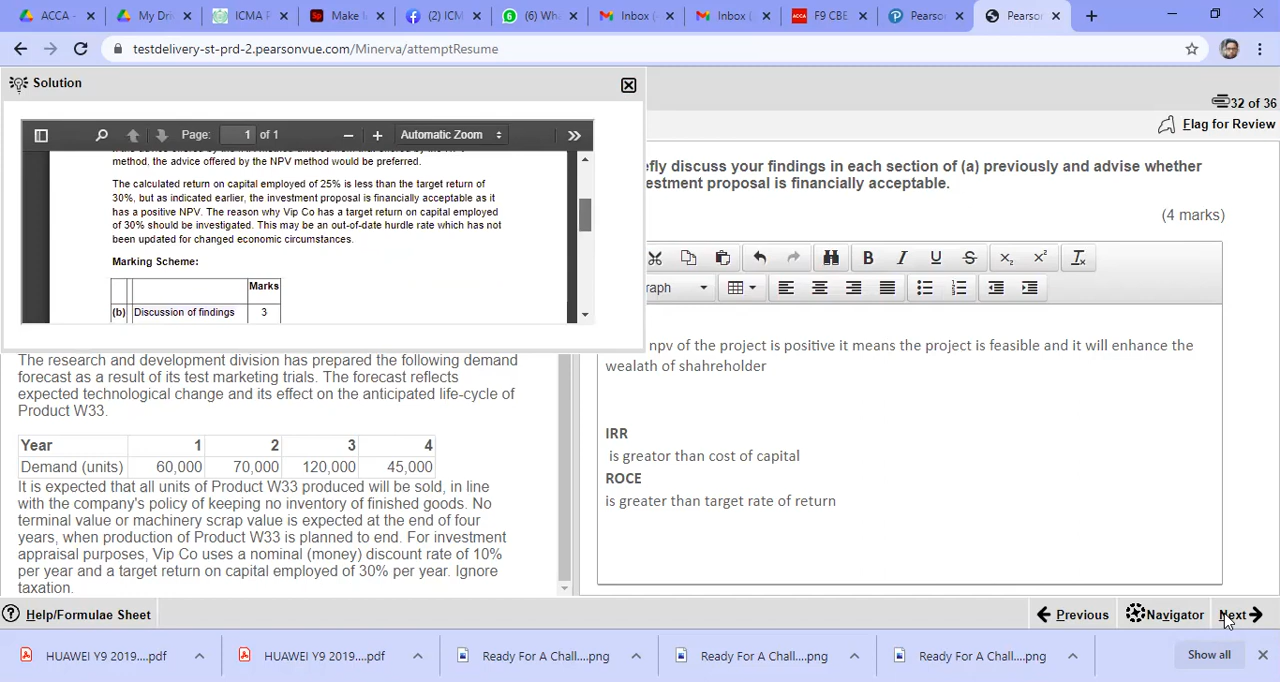 ACCA -
My Dri
ICMA P
Make I
(2) ICM
(6) Wha
Inbox (
Inbox (
ACCA
F9 CBE
Pearson
Pearson
testdelivery-st-prd-2.pearsonvue.com/Minerva/attemptResume
Solution
32 of 36
Flag for Review
Page: 1 of 1
Automatic Zoom
method, the advice offered by the NPV method would be preferred.
The calculated return on capital employed of 25% is less than the target return of
30%, but as indicated earlier, the investment proposal is financially acceptable as it
has a positive NPV. The reason why Vip Co has a target return on capital employed
of 30% should be investigated. This may be an out-of-date hurdle rate which has not
been updated for changed economic circumstances.
Marking Scheme:
Marks
(b) Discussion of findings 3
efly discuss your findings in each section of (a) previously and advise whether
vestment proposal is financially acceptable.
(4 marks)
B I U S X₂ X² Tx
raph
npv of the project is positive it means the project is feasible and it will enhance the
wealath of shahreholder
IRR
is greator than cost of capital
ROCE
is greater than target rate of return
The research and development division has prepared the following demand
forecast as a result of its test marketing trials. The forecast reflects
expected technological change and its effect on the anticipated life-cycle of
Product W33.
Year 1 2 3 4
Demand (units) 60,000 70,000 120,000 45,000
It is expected that all units of Product W33 produced will be sold, in line
with the company's policy of keeping no inventory of finished goods. No
terminal value or machinery scrap value is expected at the end of four
years, when production of Product W33 is planned to end. For investment
appraisal purposes, Vip Co uses a nominal (money) discount rate of 10%
per year and a target return on capital employed of 30% per year. Ignore
taxation.
Help/Formulae Sheet
Previous
Navigator
Next
HUAWEI Y9 2019....pdf
HUAWEI Y9 2019....pdf
Ready For A Chall....png
Ready For A Chall....png
Ready For A Chall....png
Show all